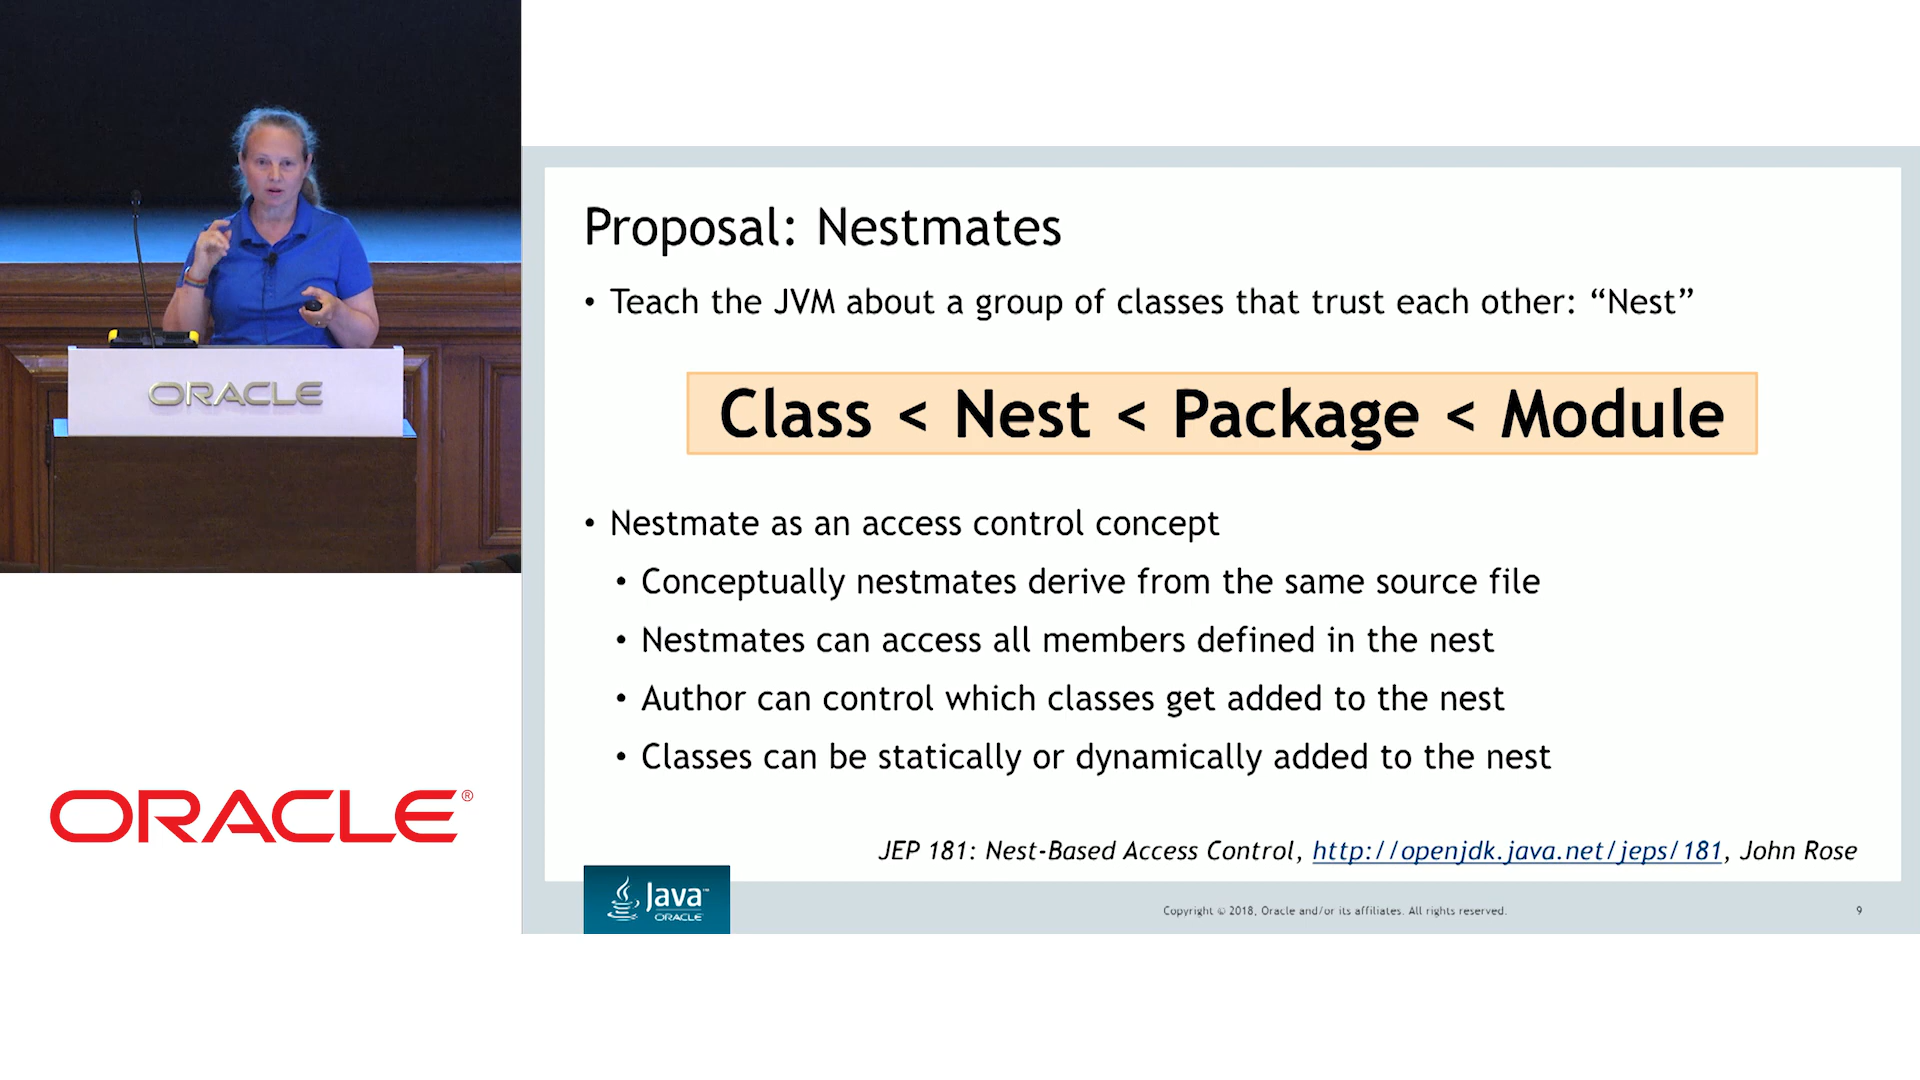 ORACLE
ORACLE®
Proposal: Nestmates
• Teach the JVM about a group of classes that trust each other: “Nest”
Class < Nest < Package < Module
• Nestmate as an access control concept
• Conceptually nestmates derive from the same source file
• Nestmates can access all members defined in the nest
• Author can control which classes get added to the nest
• Classes can be statically or dynamically added to the nest
JEP 181: Nest-Based Access Control, http://openjdk.java.net/jeps/181, John Rose
Java™
ORACLE
Copyright © 2018, Oracle and/or its affiliates. All rights reserved.
9